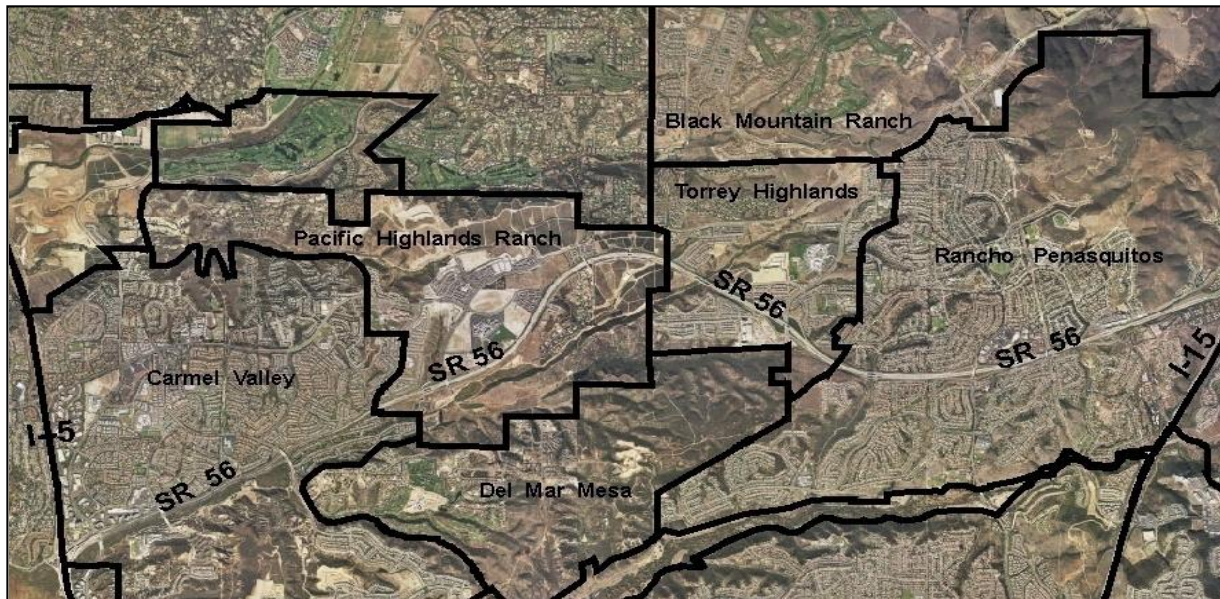 Black Mountain Ranch
Torrey Highlands
Pacific Highlands Ranch
Rancho Penasquitos
SR 56
SR 56
SR 56
I-15
Carmel Valley
I-5
SR 56
Del Mar Mesa